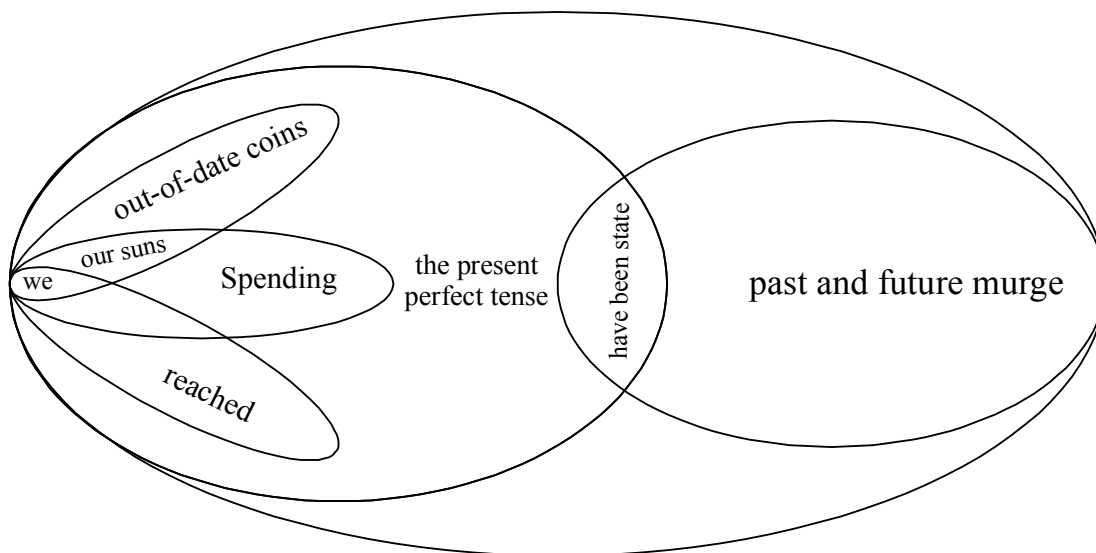 out-of-date coins
our suns
we
Spending
reached
the present
perfect tense
have been state
past and future murge